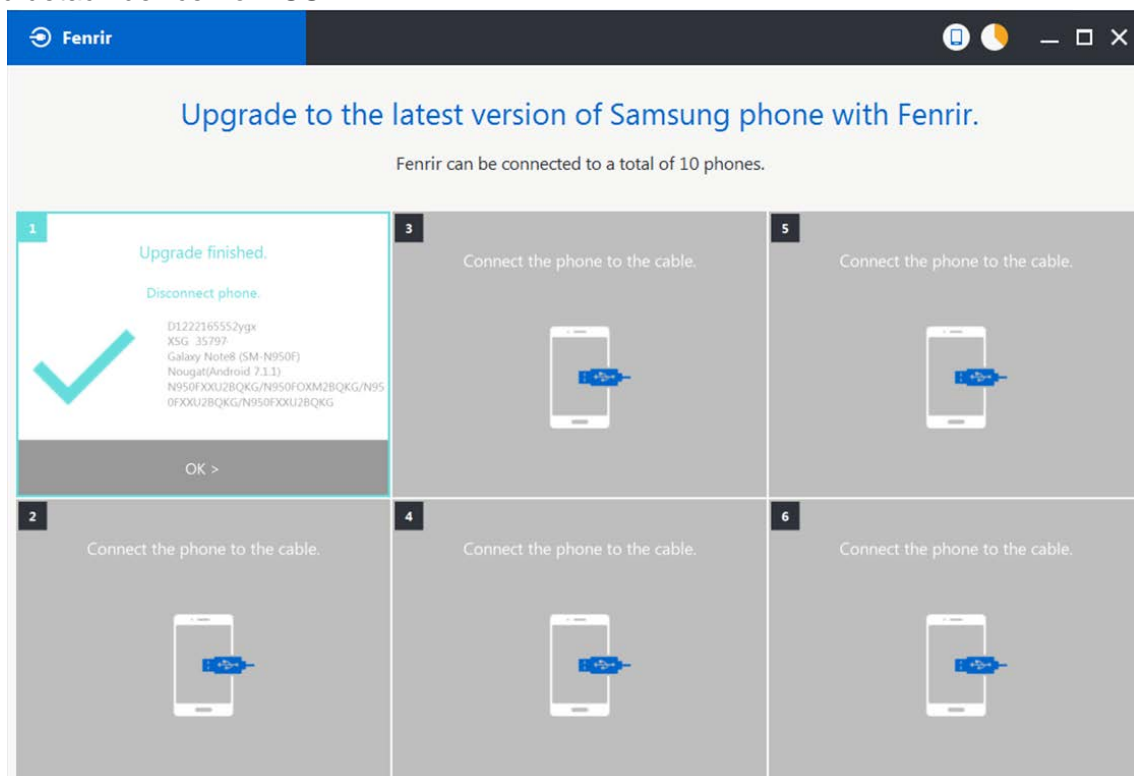 Fenrir
Upgrade to the latest version of Samsung phone with Fenrir.
Fenrir can be connected to a total of 10 phones.
1
Upgrade finished.
Disconnect phone.
D1222165552ygx
XSG 35797
Galaxy Note8 (SM-N950F)
Nougat(Android 7.1.1)
N950FXXU2BQKG/N950FOXM2BQKG/N95
0FXXU2BQKG/N950FXXU2BQKG
OK >
3
Connect the phone to the cable.
5
Connect the phone to the cable.
2
Connect the phone to the cable.
4
Connect the phone to the cable.
6
Connect the phone to the cable.